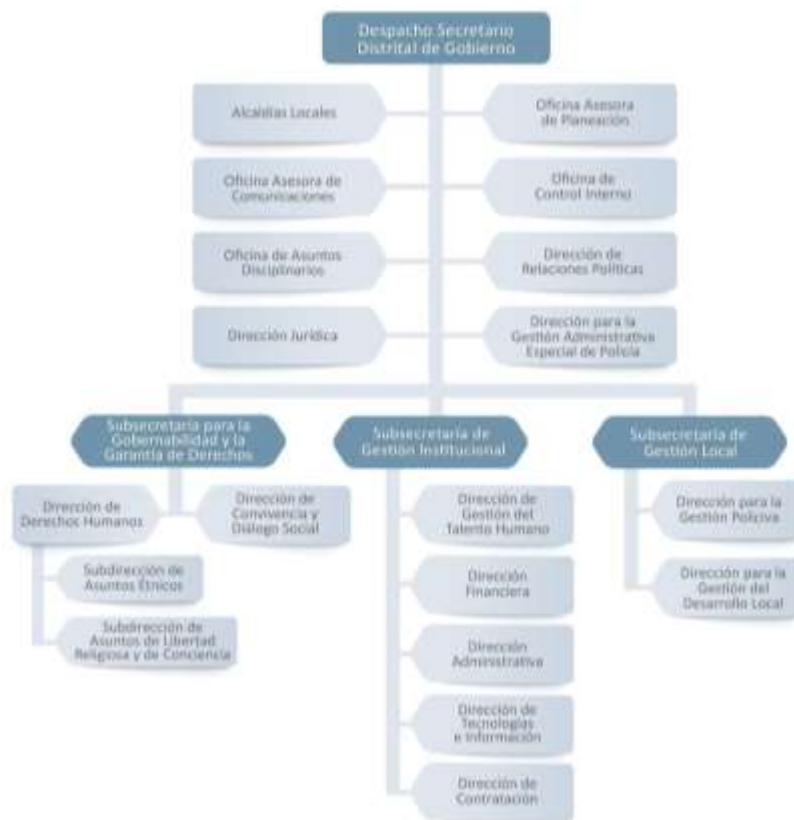 Despacho Secretario
Distrital de Gobierno
Alcaldías Locales
Oficina Asesora
de Planeación
Oficina Asesora de
Comunicaciones
Oficina de
Control Interno
Oficina de Asuntos
Disciplinarios
Dirección de
Relaciones Políticas
Dirección Jurídica
Dirección para la
Gestión Administrativa
Especial de Policía
Subsecretaría para la
Gobernabilidad y la
Garantía de Derechos
Subsecretaría de
Gestión Institucional
Subsecretaría de
Gestión Local
Dirección de
Derechos Humanos
Dirección de
Convivencia y
Diálogo Social
Subdirección de
Asuntos Étnicos
Subdirección de
Asuntos de Libertad
Religiosa y de Conciencia
Dirección de
Gestión del
Talento Humano
Dirección
Financiera
Dirección
Administrativa
Dirección de
Tecnologías
e Información
Dirección de
Contratación
Dirección para la
Gestión Policiva
Dirección para la
Gestión del
Desarrollo Local